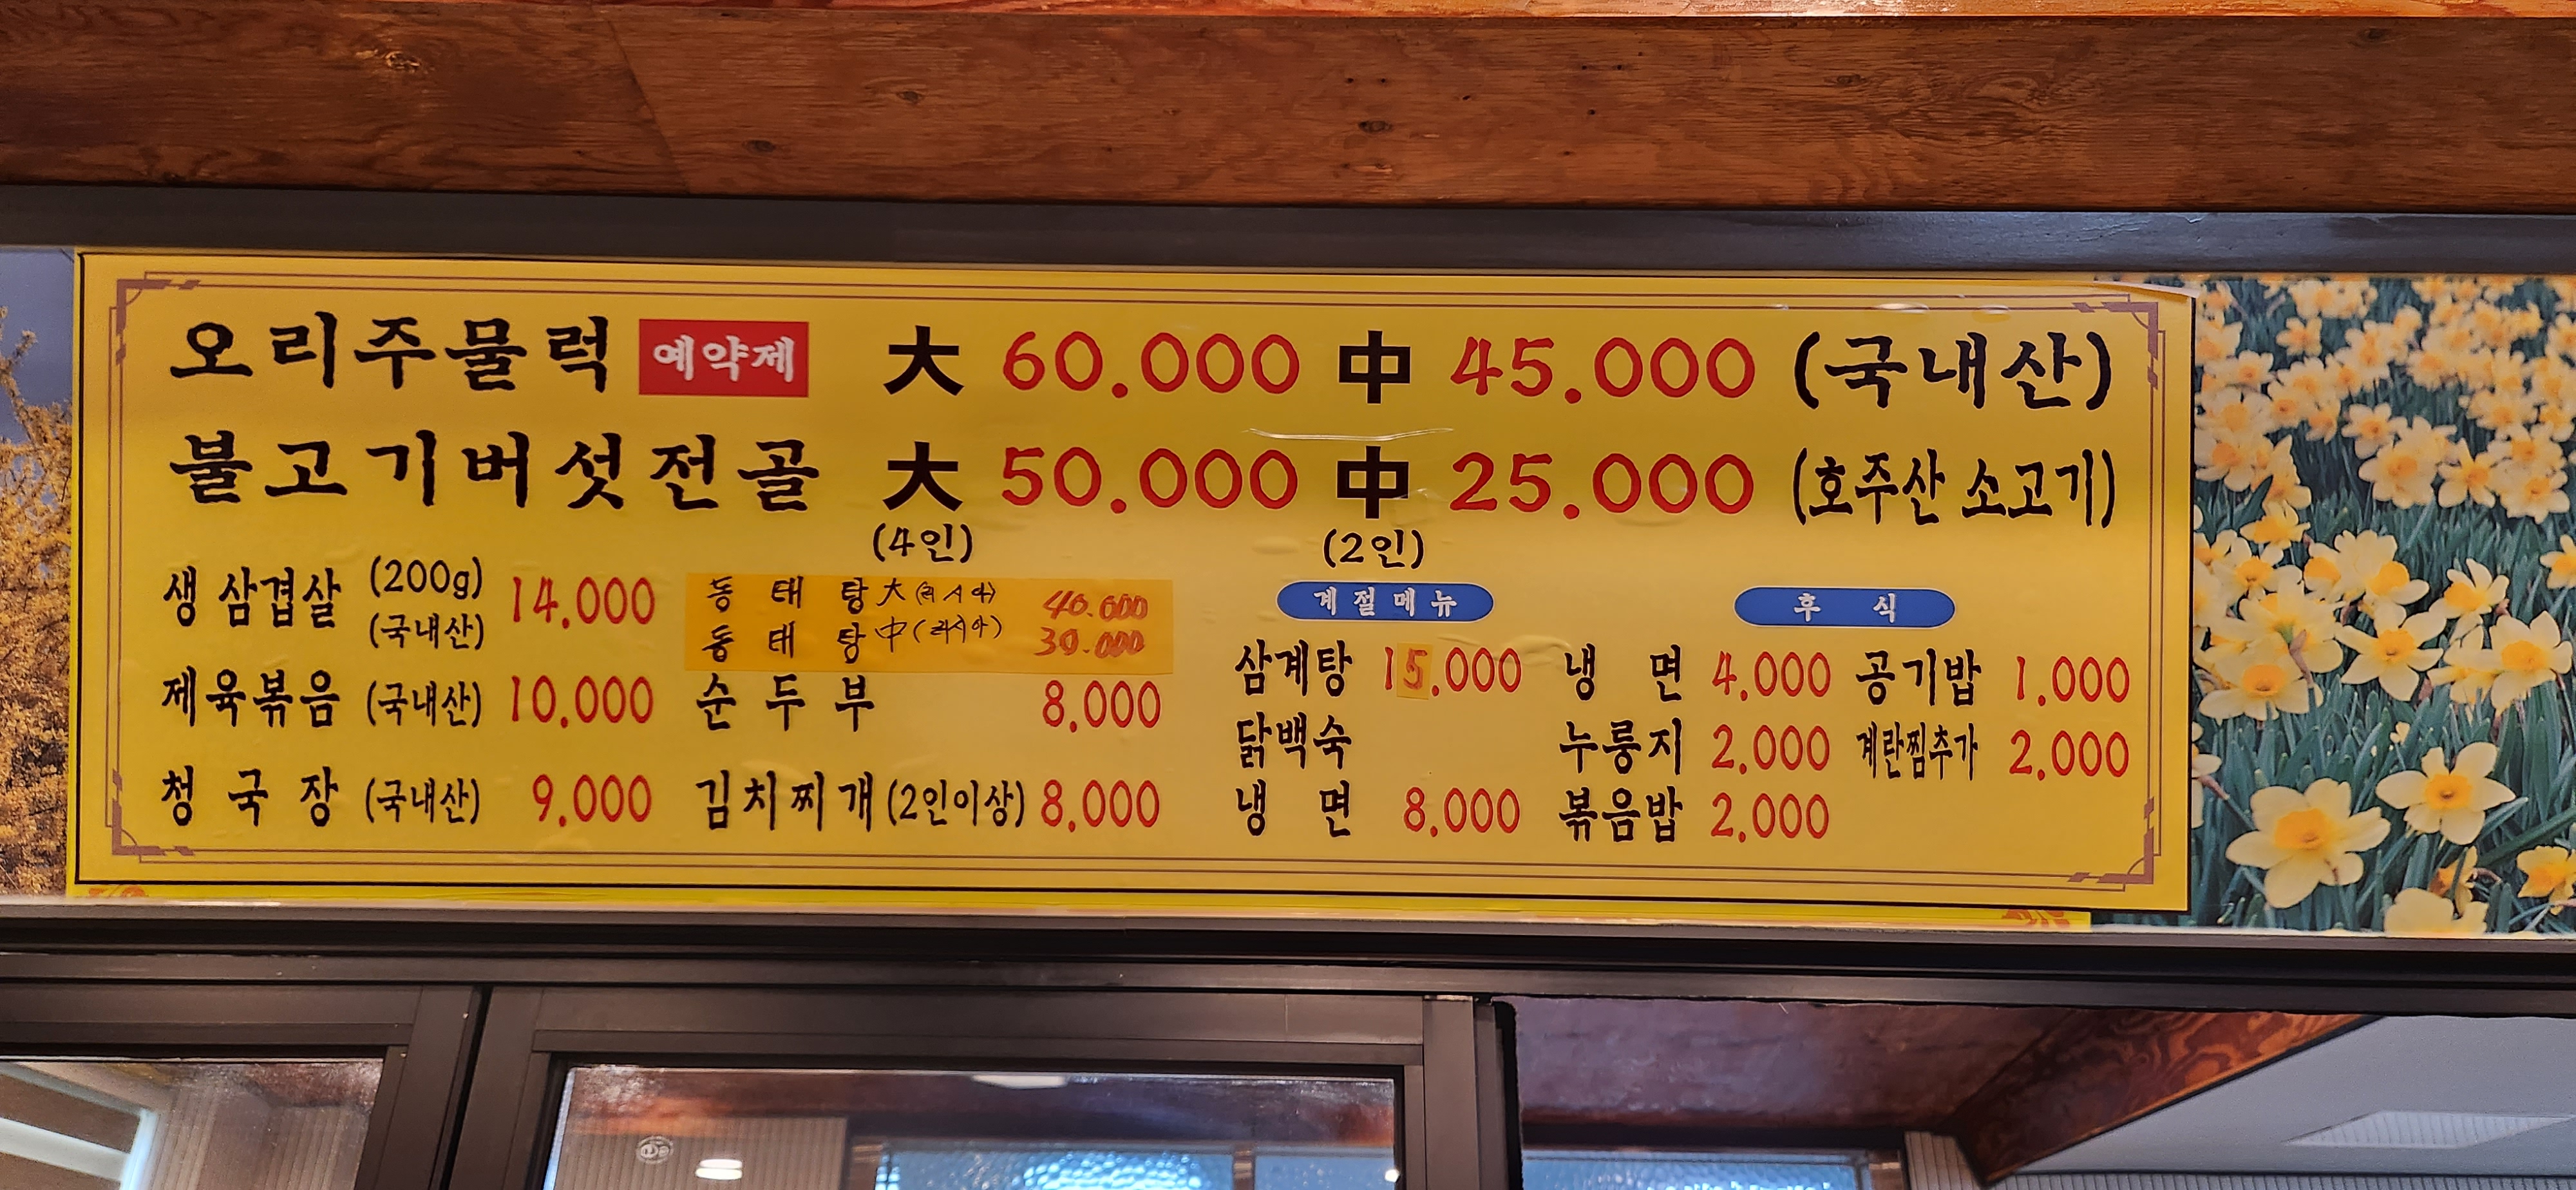 오리주물럭 예약제 大 60.000 中 45.000 (국내산)
불고기버섯전골 大 50.000 中 25.000 (호주산 소고기)
(4인) (2인)
생삼겹살 (200g) (국내산) 14.000
제육볶음 (국내산) 10.000
청국장 (국내산) 9.000
동태탕 大 (러시아) 40.000
동태탕 中 (러시아) 30.000
순두부 8.000
김치찌개 (2인이상) 8.000
계절메뉴
삼계탕 15.000
닭백숙
냉면 8.000
후식
냉면 4.000 공기밥 1.000
누룽지 2.000 계란찜추가 2.000
볶음밥 2.000